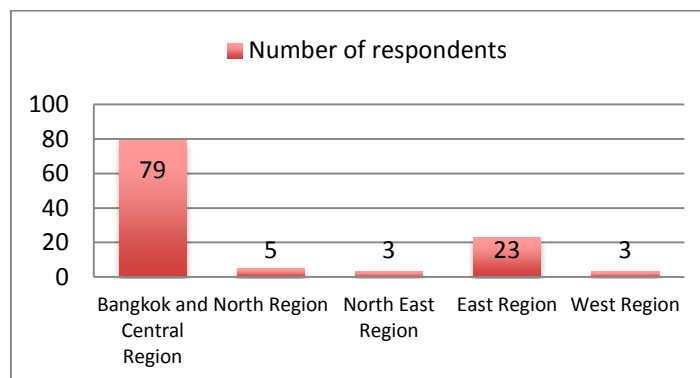 Number of respondents
100
80
60
40
20
0
79
5
3
23
3
Bangkok and Central Region
North Region
North East Region
East Region
West Region